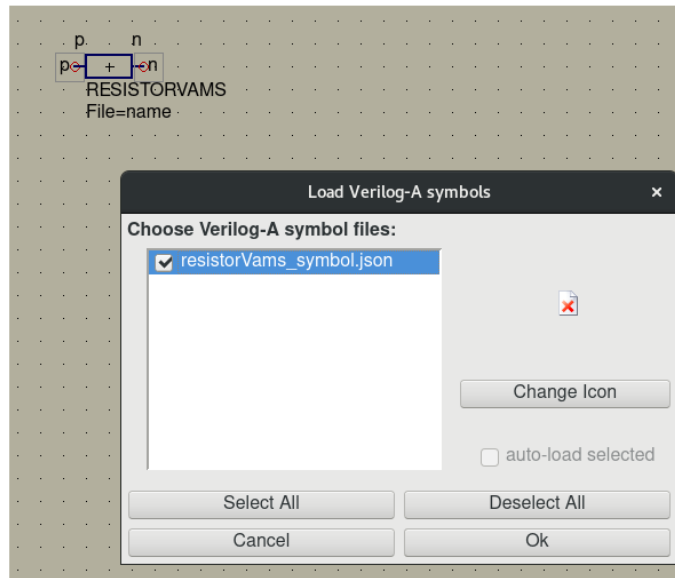 p n
p + n
RESISTORVAMS
File=name
Load Verilog-A symbols ×
Choose Verilog-A symbol files:
resistorVams_symbol.json
Change Icon
auto-load selected
Select All Deselect All
Cancel Ok